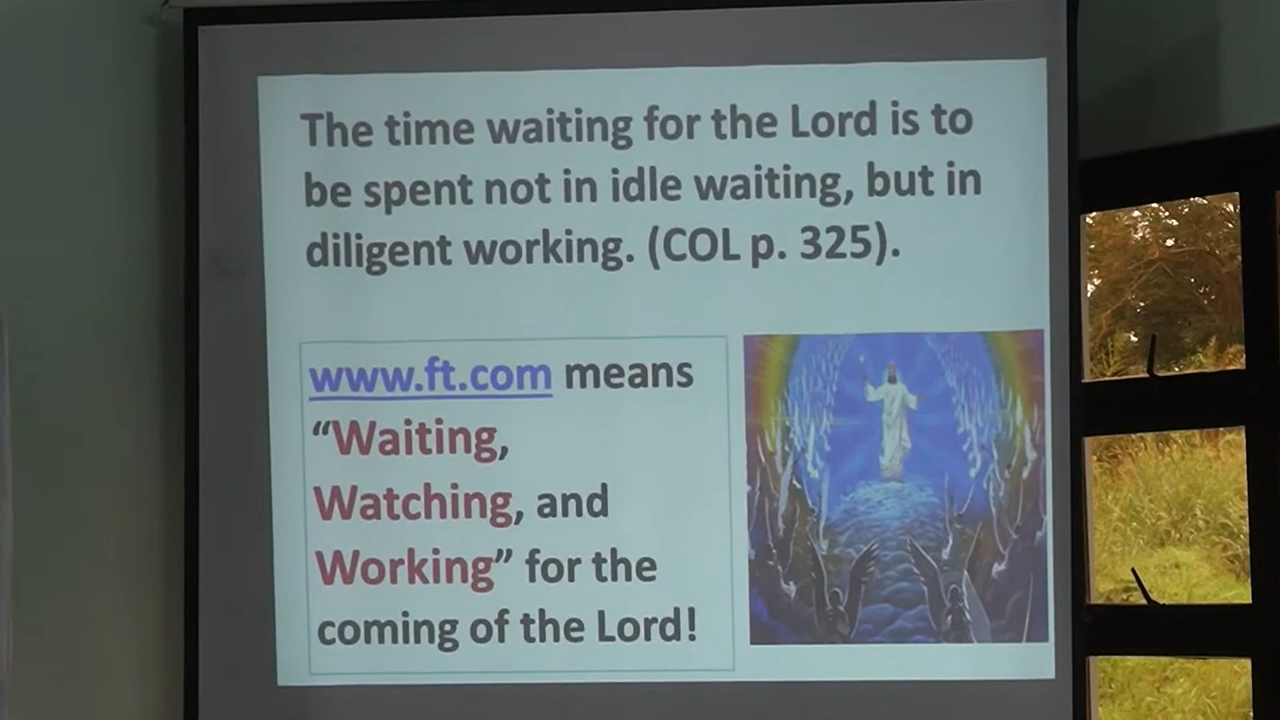 The time waiting for the Lord is to
be spent not in idle waiting, but in
diligent working. (COL p. 325).
www.ft.com means
“Waiting,
Watching, and
Working” for the
coming of the Lord!